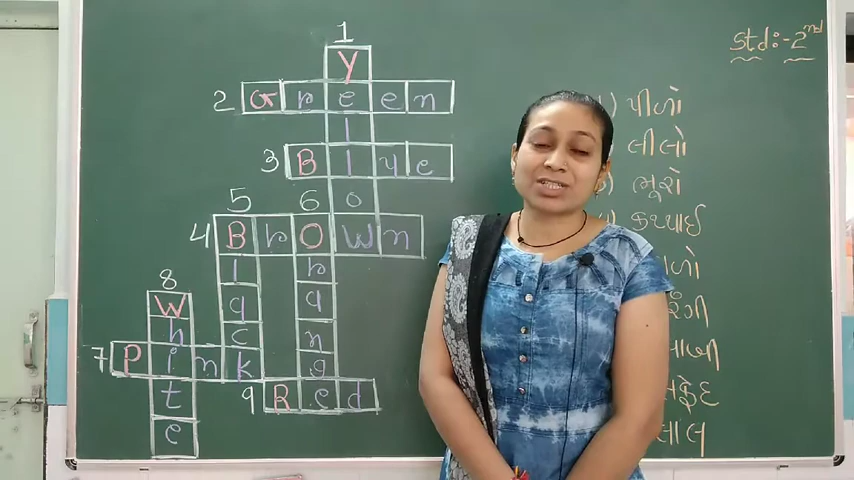 Std:- 2nd
1
Y
2 Green
l
3 Blue
o
5 6
4 Brown
l r
a a
8 c n
W g
h
7 Pink
t
e
9 Red
પીળો
લીલો
ભૂરો
કથ્થાઈ